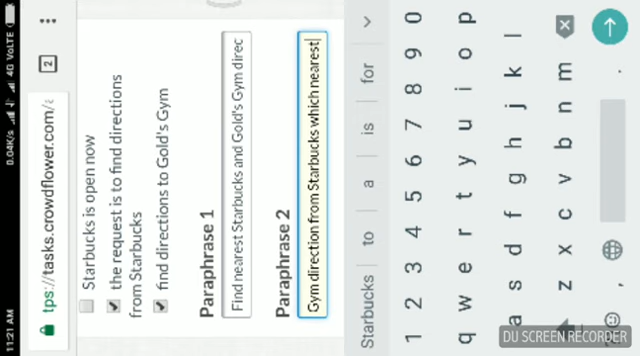 11:21 AM 0.04K/s 4G VoLTE
tps://tasks.crowdflower.com/
2
Starbucks is open now
the request is to find directions
from Starbucks
find directions to Gold's Gym
Paraphrase 1
Find nearest Starbucks and Gold's Gym direc
Paraphrase 2
Gym direction from Starbucks which nearest
Starbucks to a is for
1 2 3 4 5 6 7 8 9 0
q w e r t y u i o p
a s d f g h j k l
z x c v b n m
, .
DU SCREEN RECORDER